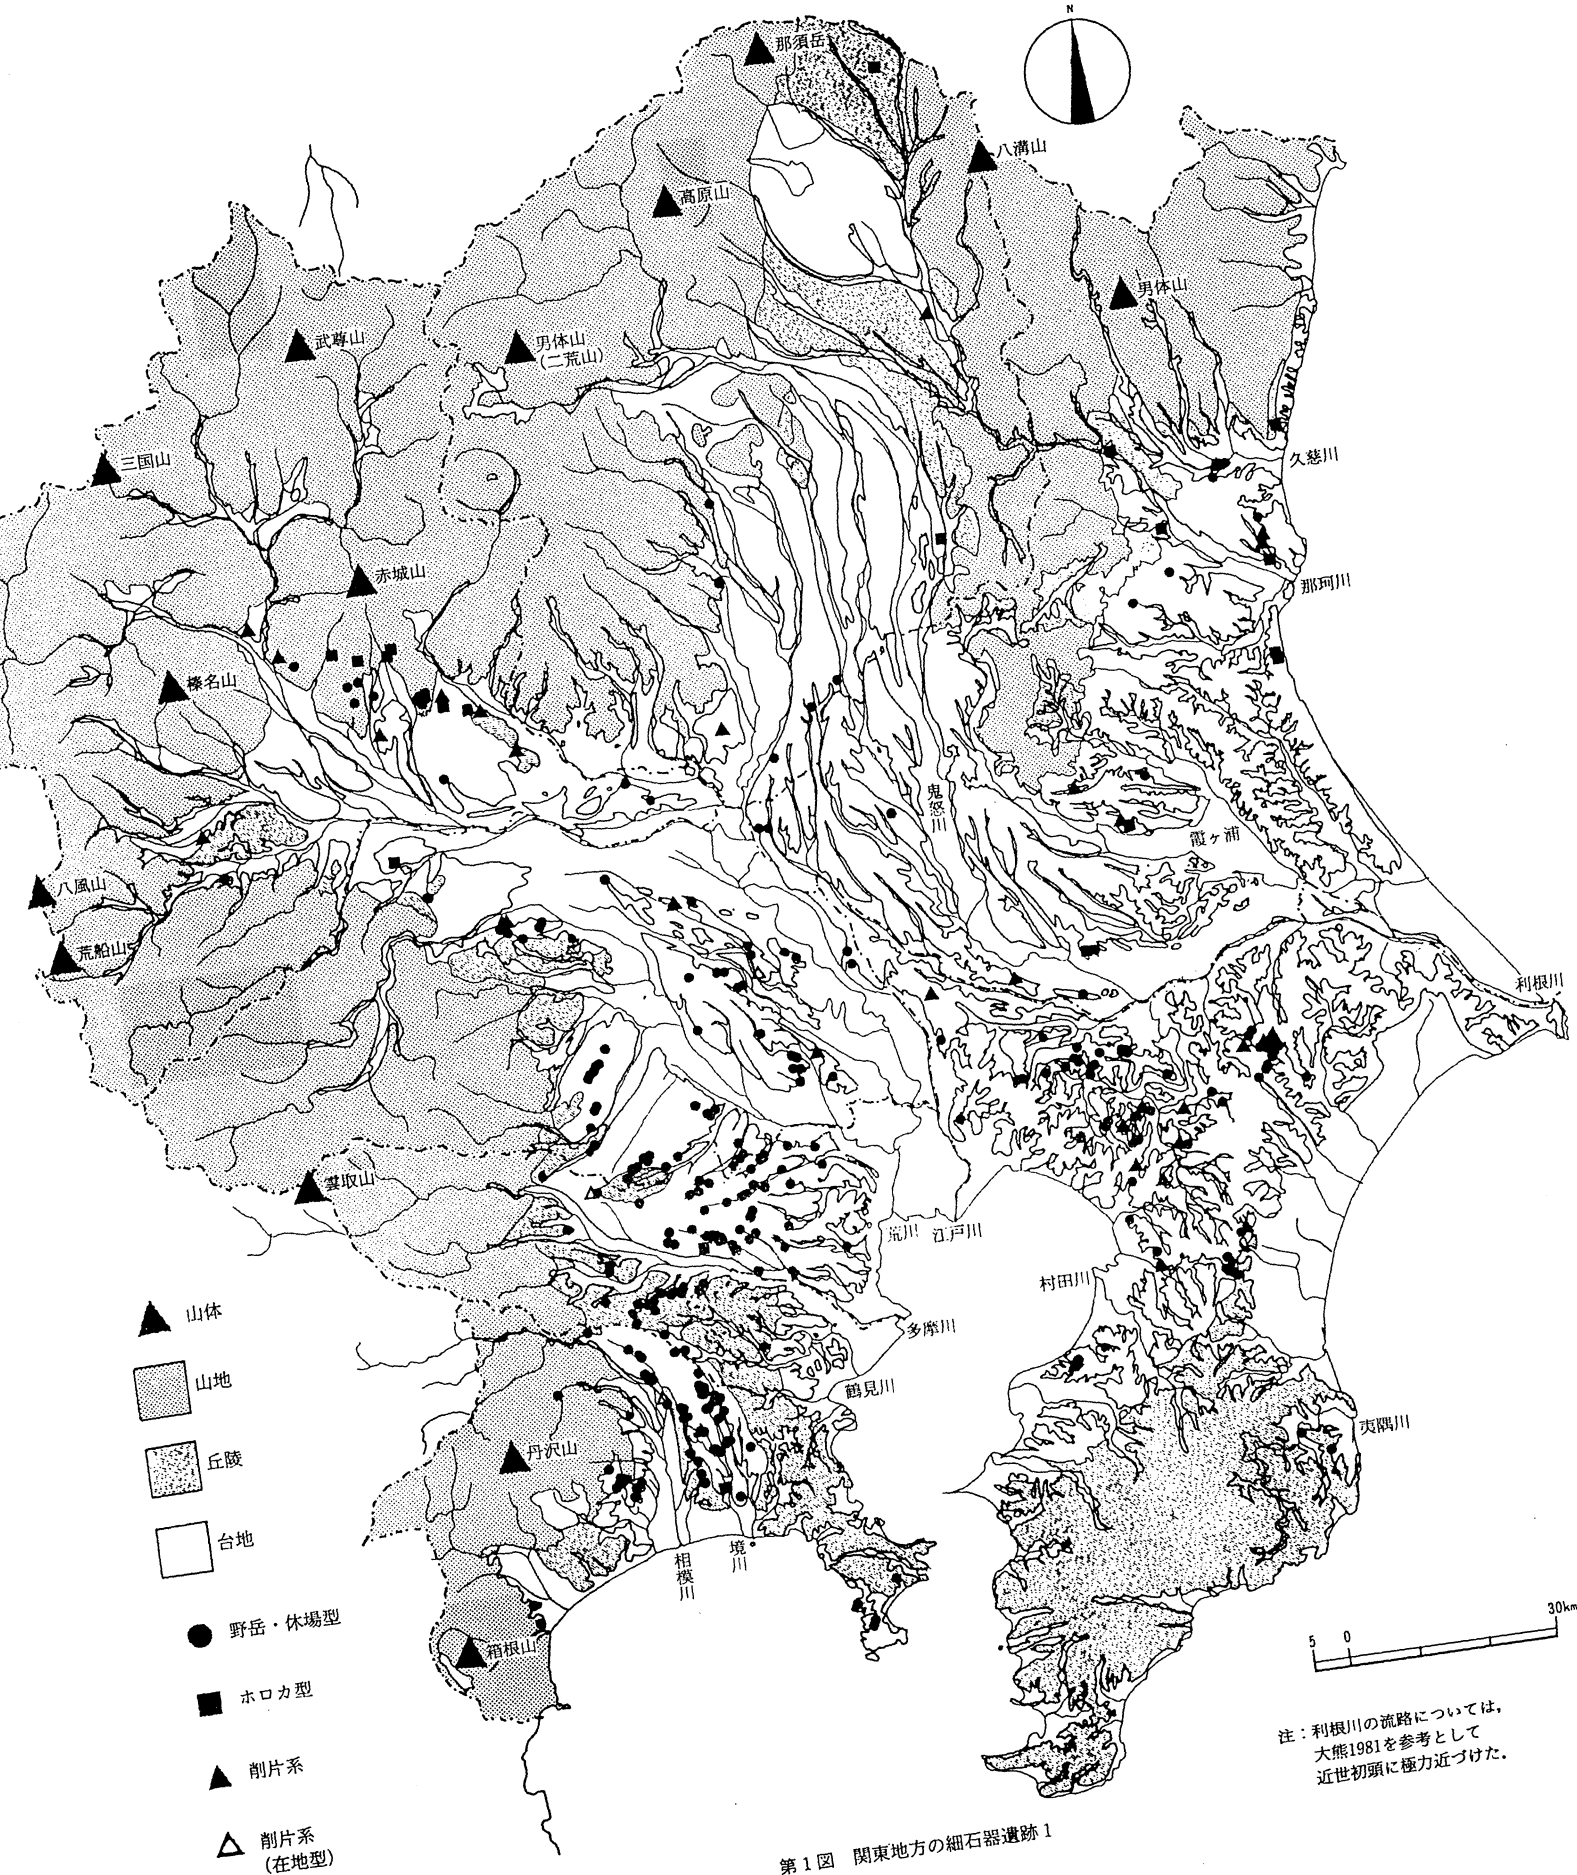 N
那須岳
八溝山
高原山
男体山
武尊山
男体山
(二荒山)
三国山
久慈川
赤城山
那珂川
榛名山
鬼怒川
霞ヶ浦
八風山
荒船山
利根川
雲取山
荒川
江戸川
村田川
多摩川
鶴見川
夷隅川
丹沢山
相模川
境川
箱根山
山体
山地
丘陵
台地
野岳・休場型
ホロカ型
削片系
削片系
(在地型)
5 0 30km
注:利根川の流路については,
大熊1981を参考として
近世初頭に極力近づけた.
第1図 関東地方の細石器遺跡1